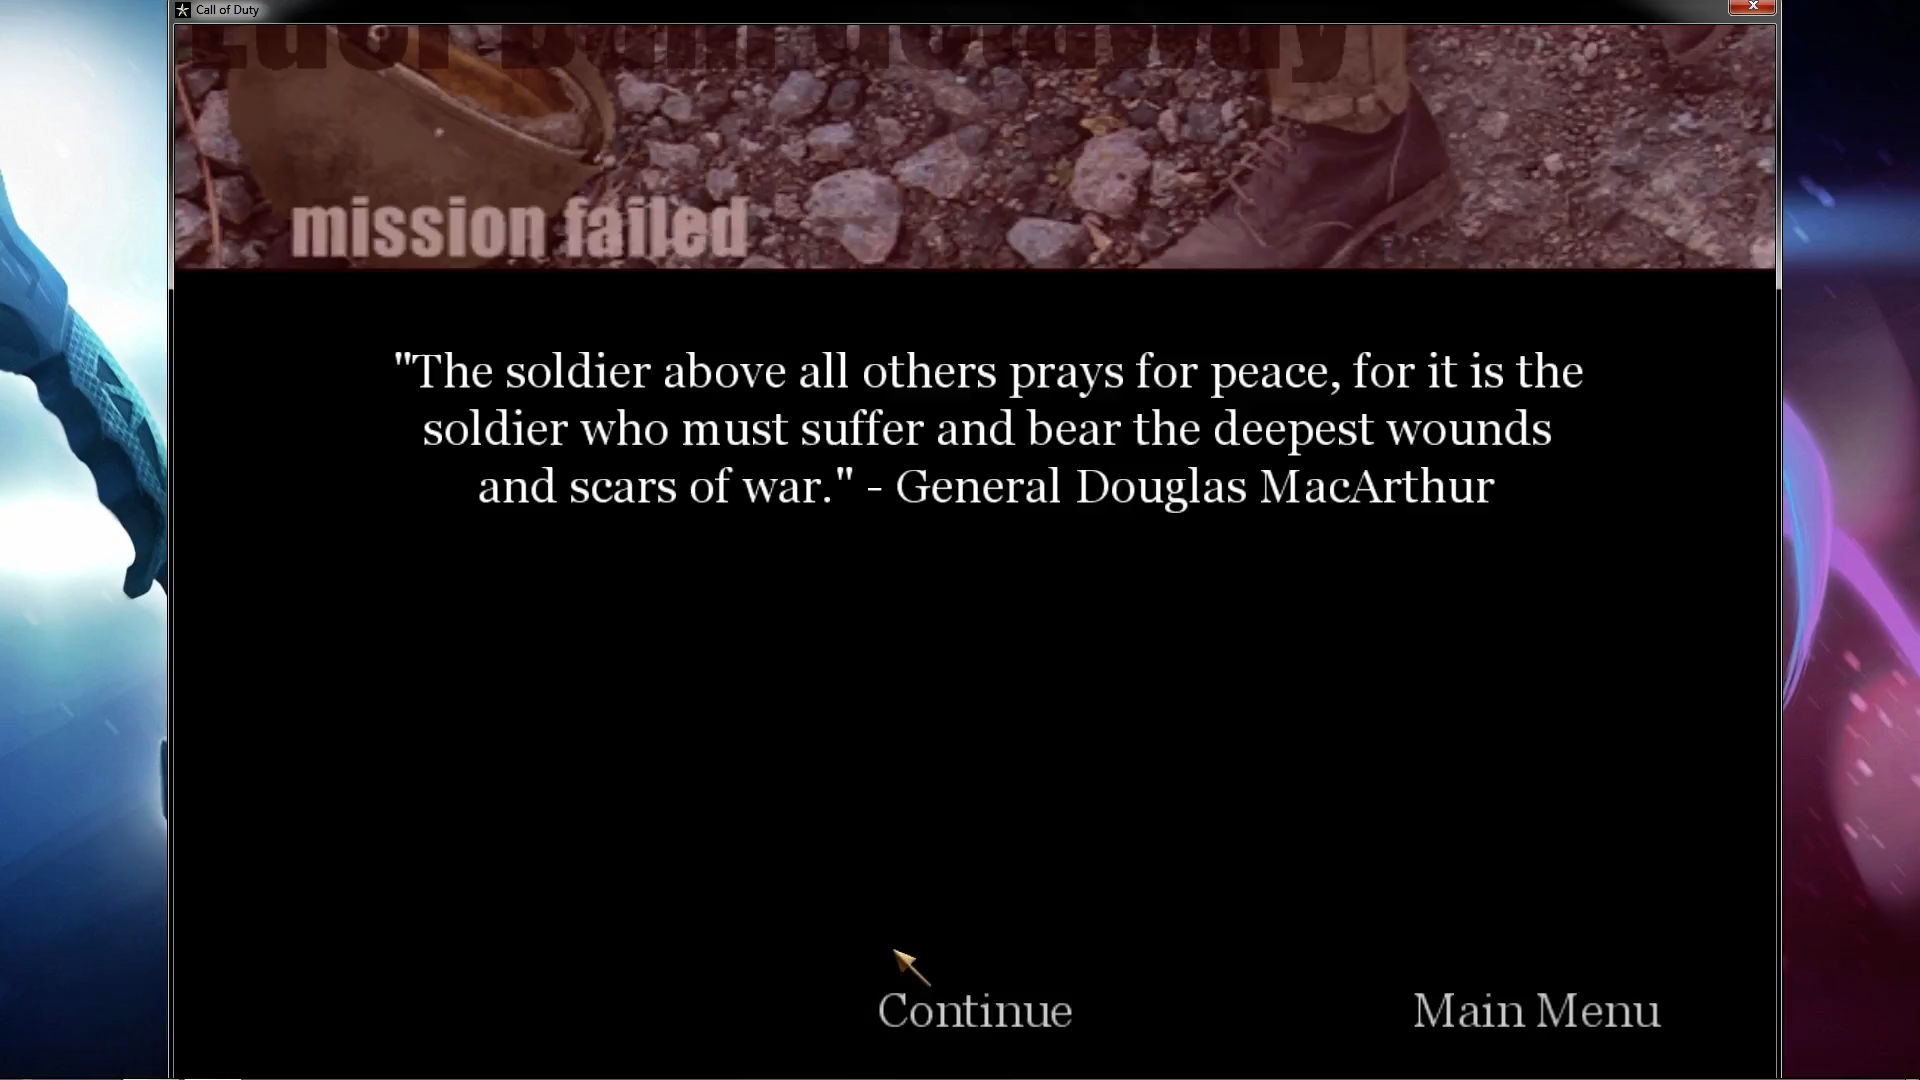 Call of Duty
mission failed
"The soldier above all others prays for peace, for it is the
soldier who must suffer and bear the deepest wounds
and scars of war." - General Douglas MacArthur
Continue
Main Menu